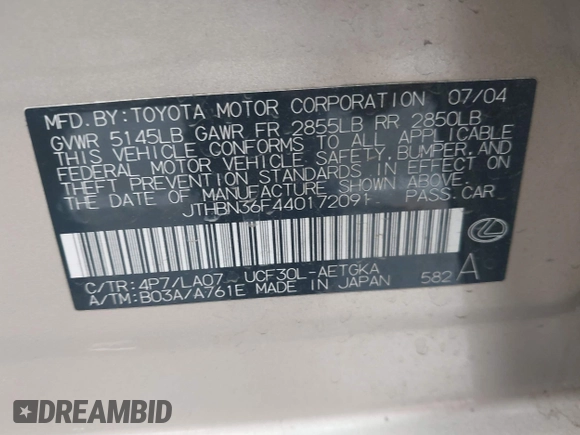 MFD. BY: TOYOTA MOTOR CORPORATION 07/04
GVWR 5145LB GAWR FR 2855LB RR 2850LB
THIS VEHICLE CONFORMS TO ALL APPLICABLE
FEDERAL MOTOR VEHICLE SAFETY, BUMPER, AND
THEFT PREVENTION STANDARDS IN EFFECT ON
THE DATE OF MANUFACTURE SHOWN ABOVE.
JTHBN36F440172091 PASS. CAR
C/TR: 4P7/LA07 UCF30L-AETGKA
A/TM: B03A/A761E MADE IN JAPAN 582 A
DREAMBID